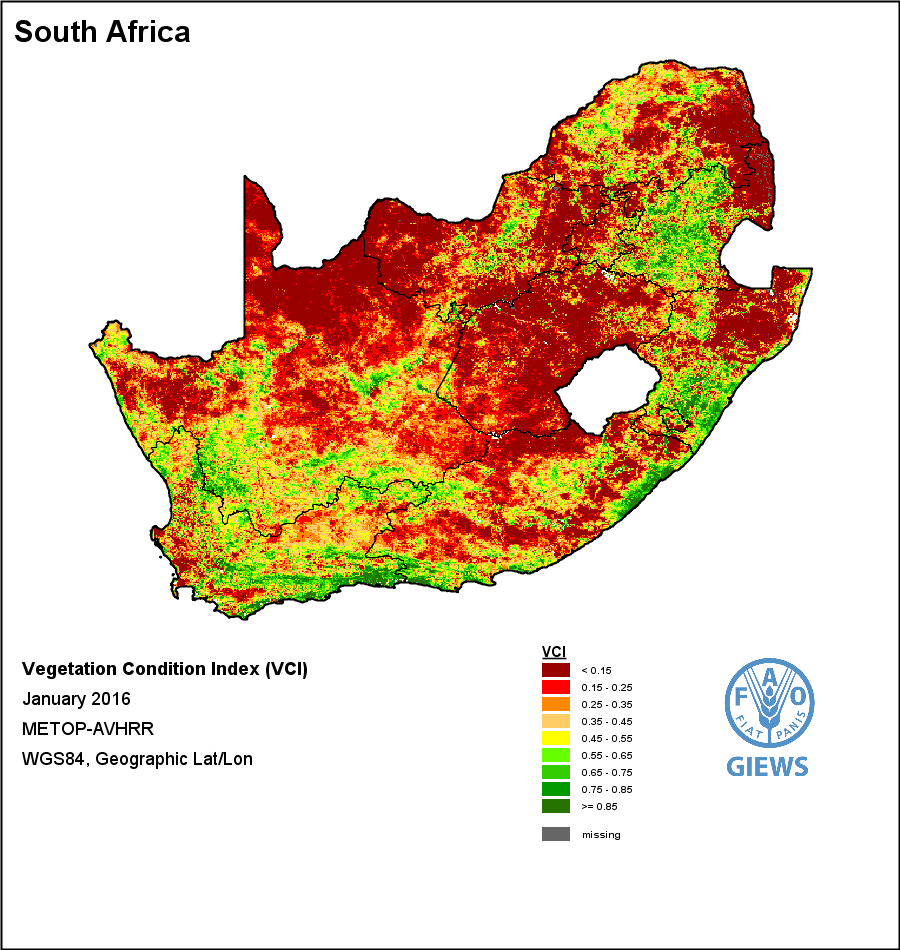 South Africa
Vegetation Condition Index (VCI)
January 2016
METOP-AVHRR
WGS84, Geographic Lat/Lon
VCI
< 0.15
0.15 - 0.25
0.25 - 0.35
0.35 - 0.45
0.45 - 0.55
0.55 - 0.65
0.65 - 0.75
0.75 - 0.85
>= 0.85
missing
F A O
FIAT PANIS
GIEWS